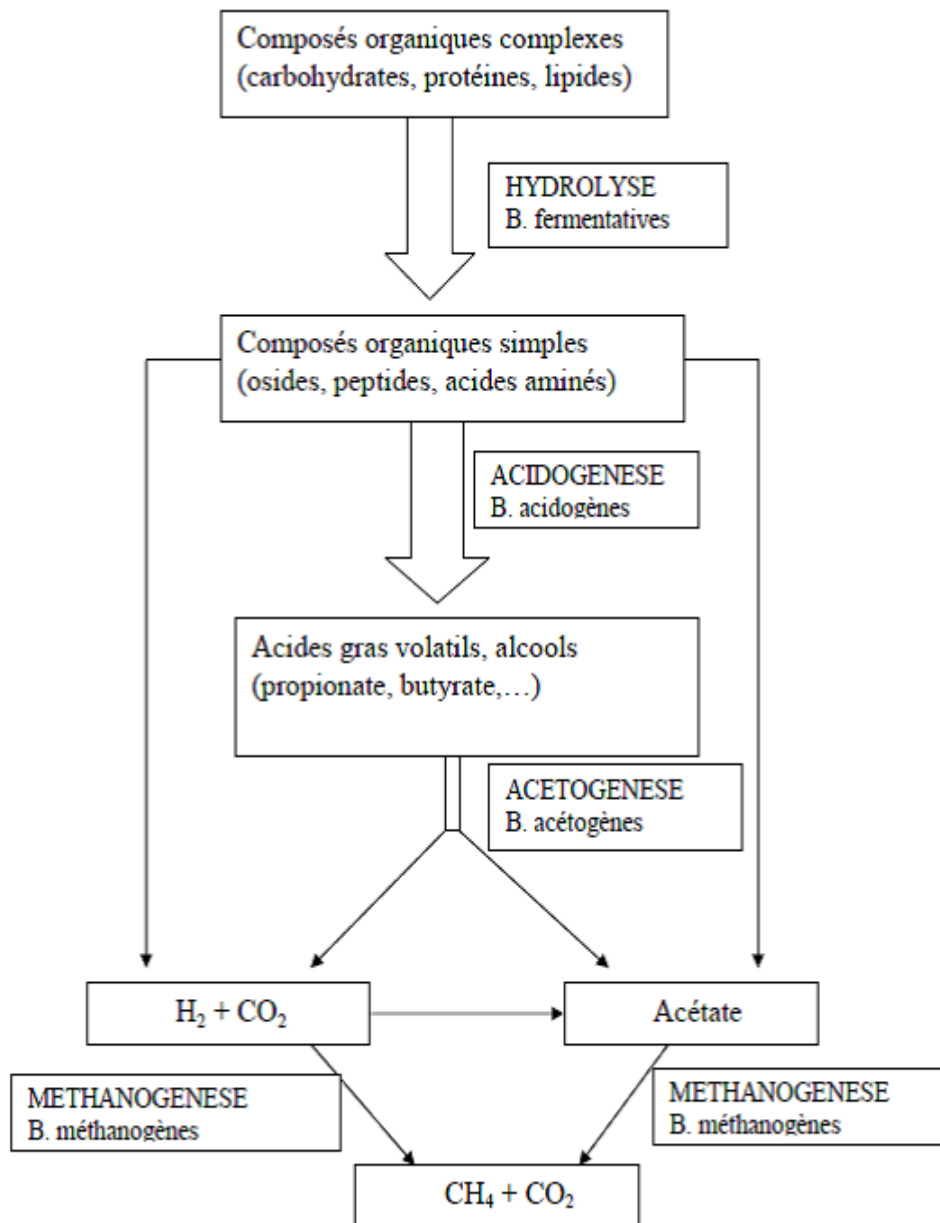 Composés organiques complexes
(carbohydrates, protéines, lipides)
HYDROLYSE
B. fermentatives
Composés organiques simples
(osides, peptides, acides aminés)
ACIDOGENESE
B. acidogènes
Acides gras volatils, alcools
(propionate, butyrate,…)
ACETOGENESE
B. acétogènes
H₂ + CO₂
Acétate
METHANOGENESE
B. méthanogènes
METHANOGENESE
B. méthanogènes
CH₄ + CO₂